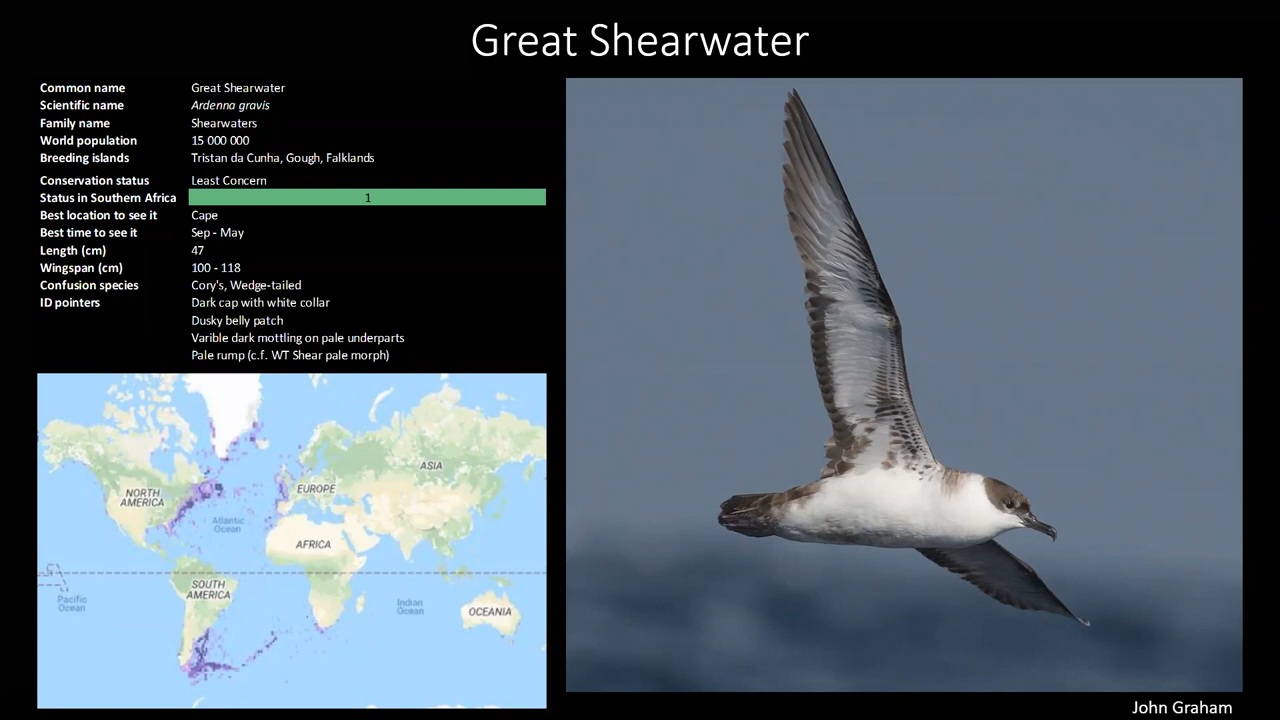 Great Shearwater
Common name Great Shearwater
Scientific name Ardenna gravis
Family name Shearwaters
World population 15 000 000
Breeding islands Tristan da Cunha, Gough, Falklands
Conservation status Least Concern
Status in Southern Africa 1
Best location to see it Cape
Best time to see it Sep - May
Length (cm) 47
Wingspan (cm) 100 - 118
Confusion species Cory's, Wedge-tailed
ID pointers Dark cap with white collar
Dusky belly patch
Varible dark mottling on pale underparts
Pale rump (c.f. WT Shear pale morph)
ASIA
NORTH
AMERICA
EUROPE
Atlantic
Ocean
AFRICA
SOUTH
AMERICA
Pacific
Ocean
Indian
Ocean
OCEANIA
John Graham